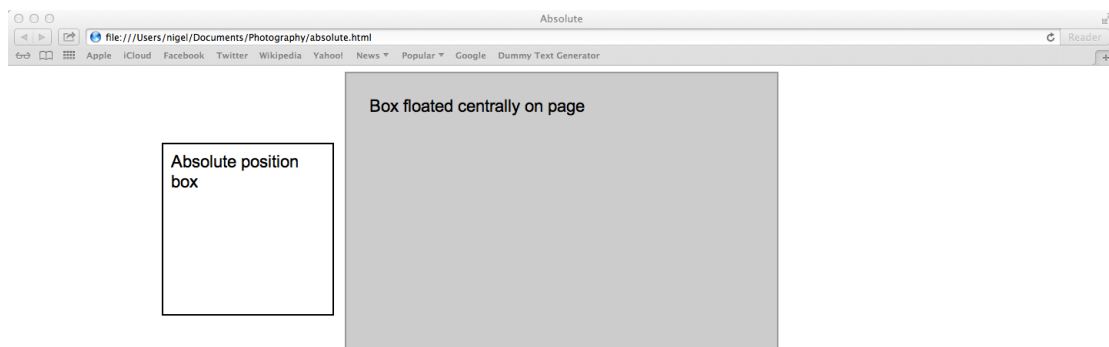 Absolute
file:///Users/nigel/Documents/Photography/absolute.html
Reader
Apple iCloud Facebook Twitter Wikipedia Yahoo! News Popular Google Dummy Text Generator
Box floated centrally on page
Absolute position
box